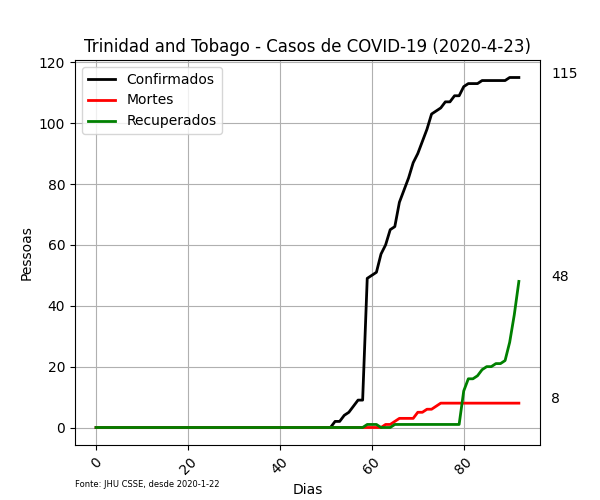 Trinidad and Tobago - Casos de COVID-19 (2020-4-23)
Confirmados
Mortes
Recuperados
120
100
80
60
40
20
0
Pessoas
115
48
8
0
20
40
60
80
Dias
Fonte: JHU CSSE, desde 2020-1-22